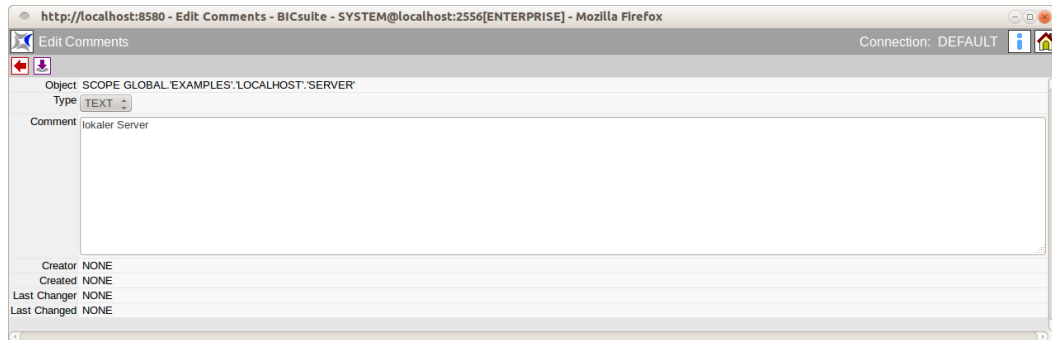 http://localhost:8580 - Edit Comments - BICsuite - SYSTEM@localhost:2556[ENTERPRISE] - Mozilla Firefox
Edit Comments Connection: DEFAULT
Object SCOPE GLOBAL.'EXAMPLES'.'LOCALHOST'.'SERVER'
Type TEXT
Comment lokaler Server
Creator NONE
Created NONE
Last Changer NONE
Last Changed NONE